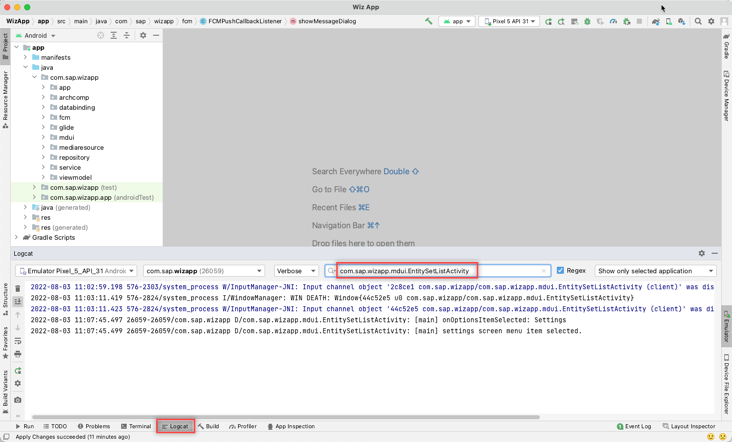 Wiz App
WizApp app src main java com sap wizapp fcm FCMPushCallbackListener showMessageDialog
app Pixel 5 API 31
Android
app
manifests
java
com.sap.wizapp
app
archcomp
databinding
fcm
glide
mdui
mediaresource
repository
service
viewmodel
com.sap.wizapp (test)
com.sap.wizapp.app (androidTest)
java (generated)
res
res (generated)
Gradle Scripts
Project
Resource Manager
Structure
Favorites
Build Variants
Search Everywhere Double ⇧
Go to File ⇧⌘O
Recent Files ⌘E
Navigation Bar ⌘↑
Drop files here to open them
Gradle
Device Manager
Emulator
Device File Explorer
Logcat
Emulator Pixel_5_API_31 Androi
com.sap.wizapp (26059)
Verbose
com.sap.wizapp.mdui.EntitySetListActivity
Regex
Show only selected application
2022-08-03 11:02:59.198 576-2303/system_process W/InputManager-JNI: Input channel object '2c8ce1 com.sap.wizapp/com.sap.wizapp.mdui.EntitySetListActivity (client)' was dis
2022-08-03 11:03:11.419 576-2824/system_process I/WindowManager: WIN DEATH: Window{44c52e5 u0 com.sap.wizapp/com.sap.wizapp.mdui.EntitySetListActivity}
2022-08-03 11:03:11.423 576-2824/system_process W/InputManager-JNI: Input channel object '44c52e5 com.sap.wizapp/com.sap.wizapp.mdui.EntitySetListActivity (client)' was di
2022-08-03 11:07:45.497 26059-26059/com.sap.wizapp D/com.sap.wizapp.mdui.EntitySetListActivity: [main] onOptionsItemSelected: Settings
2022-08-03 11:07:45.499 26059-26059/com.sap.wizapp D/com.sap.wizapp.mdui.EntitySetListActivity: [main] settings screen menu item selected.
Run TODO Problems Terminal Logcat Build Profiler App Inspection Event Log Layout Inspector
Apply Changes succeeded (11 minutes ago)